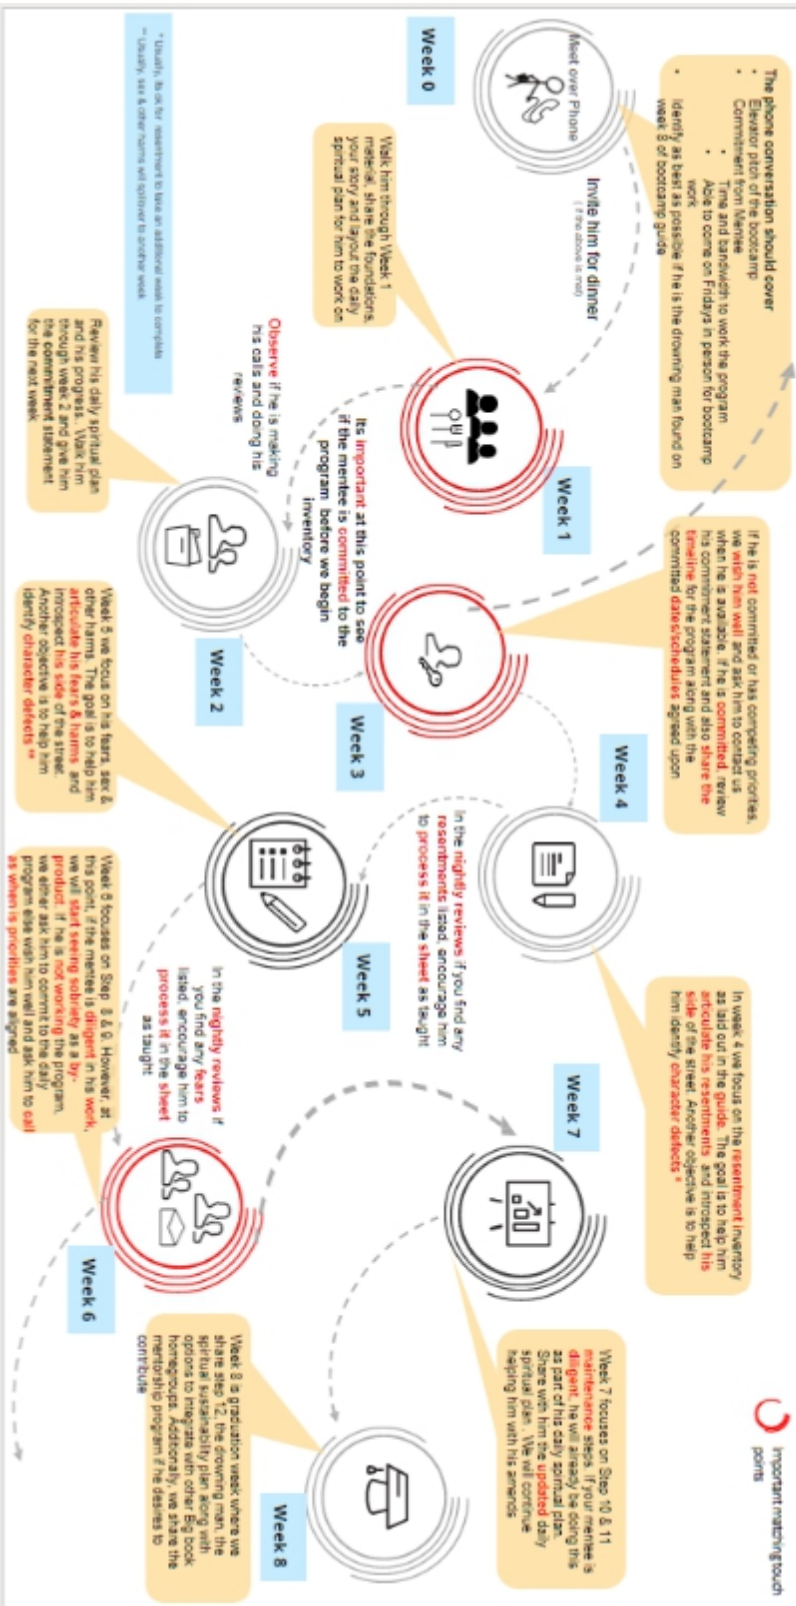 The phone conversation should cover
• Elevator pitch of the bootcamp
• Commitment from Mentee
• Time and bandwidth to work the program
• Able to come on Fridays in person for bootcamp
work
• Identify as best as possible if he is the drowning man found on
week 8 of bootcamp guide
Meet over Phone
Week 0
Invite him for dinner
( if the above is met)
Walk him through Week 1
material, share the foundations,
your story and layout the daily
spiritual plan for him to work on
* Usually, its ok for resentment to take an additional week to complete
** Usually, sex & other harms will spillover to another week
Week 1
Observe if he is making
his calls and doing his
reviews
Review his daily spiritual plan
and his progress. Walk him
through week 2 and give him
the commitment statement
for the next week
Week 2
Its important at this point to see
if the mentee is committed to the
program before we begin
inventory
If he is not committed or has competing priorities,
we wish him well and ask him to contact us
when he is available. If he is committed, review
his commitment statement and also share the
timeline for the program along with the
committed dates/schedules agreed upon
Week 3
Week 4
In week 4 we focus on the resentment inventory
as laid out in the guide. The goal is to help him
articulate his resentments and introspect his
side of the street. Another objective is to help
him identify character defects *
In the nightly reviews if you find any
resentments listed, encourage him
to process it in the sheet as taught
Week 5 we focus on his fears, sex &
other harms. The goal is to help him
articulate his fears & harms and
introspect his side of the street.
Another objective is to help him
identify character defects **
Week 5
In the nightly reviews if
you find any fears
listed, encourage him to
process it in the sheet
as taught
Week 6 focuses on Step 8 & 9. However, at
this point, if the mentee is diligent in his work,
we will start seeing sobriety as a by-
product. If he is not working the program,
we either ask him to commit to the daily
program else wish him well and ask him to call
as when is priorities are aligned
Week 6
Week 7
Week 7 focuses on Step 10 & 11
maintenance steps. If your mentee is
diligent, he will already be doing this
as part of his daily spiritual plan.
Share with him the updated daily
spiritual plan . We will continue
helping him with his amends
Week 8 is graduation week where we
share step 12, the drowning man, the
spiritual sustainability plan along with
options to integrate with other Big book
homegroups. Additionally, we share the
mentorship program if he desires to
contribute
Week 8
Important matching touch
points